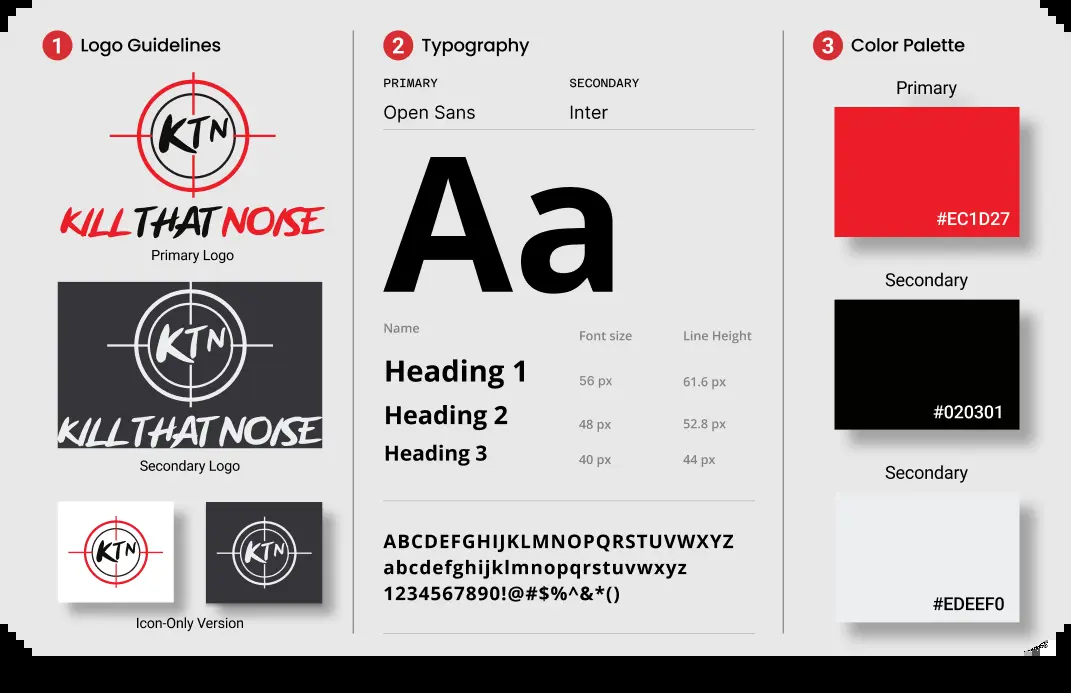 1 Logo Guidelines
KTN
KILL THAT NOISE
Primary Logo
KTN
KILL THAT NOISE
Secondary Logo
KTN
KTN
Icon-Only Version
2 Typography
PRIMARY SECONDARY
Open Sans Inter
Aa
Name Font size Line Height
Heading 1 56 px 61.6 px
Heading 2 48 px 52.8 px
Heading 3 40 px 44 px
ABCDEFGHIJKLMNOPQRSTUVWXYZ
abcdefghijklmnopqrstuvwxyz
1234567890!@#$%^&*()
3 Color Palette
Primary
#EC1D27
Secondary
#020301
Secondary
#EDEEF0